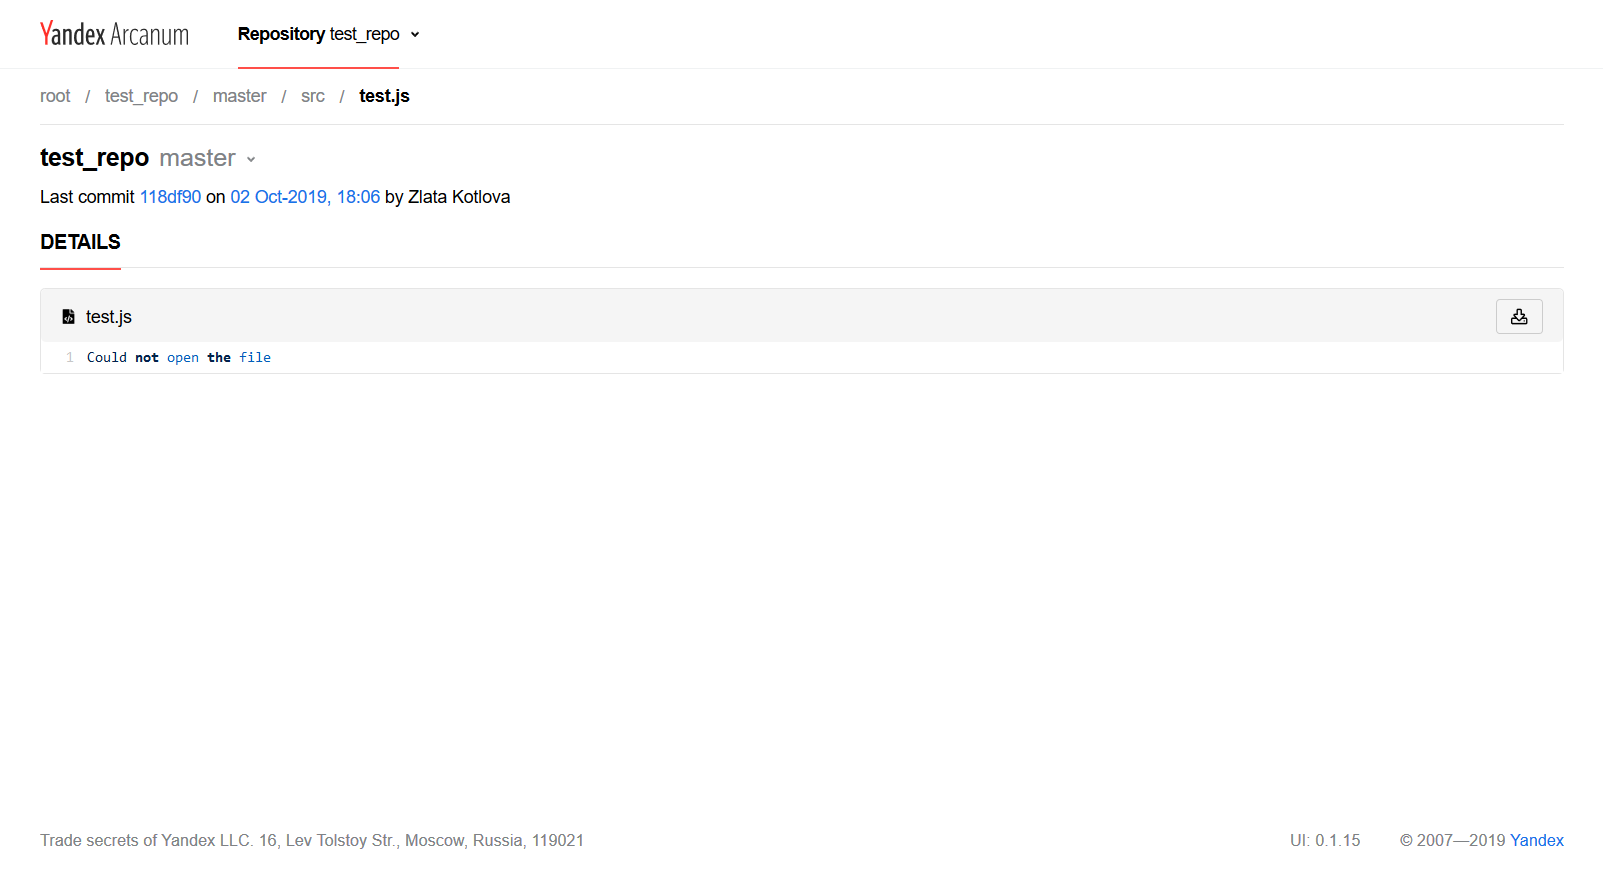 Yandex Arcanum
Repository test_repo
root / test_repo / master / src / test.js
test_repo master
Last commit 118df90 on 02 Oct-2019, 18:06 by Zlata Kotlova
DETAILS
test.js
1 Could not open the file
Trade secrets of Yandex LLC. 16, Lev Tolstoy Str., Moscow, Russia, 119021
UI: 0.1.15
© 2007—2019 Yandex